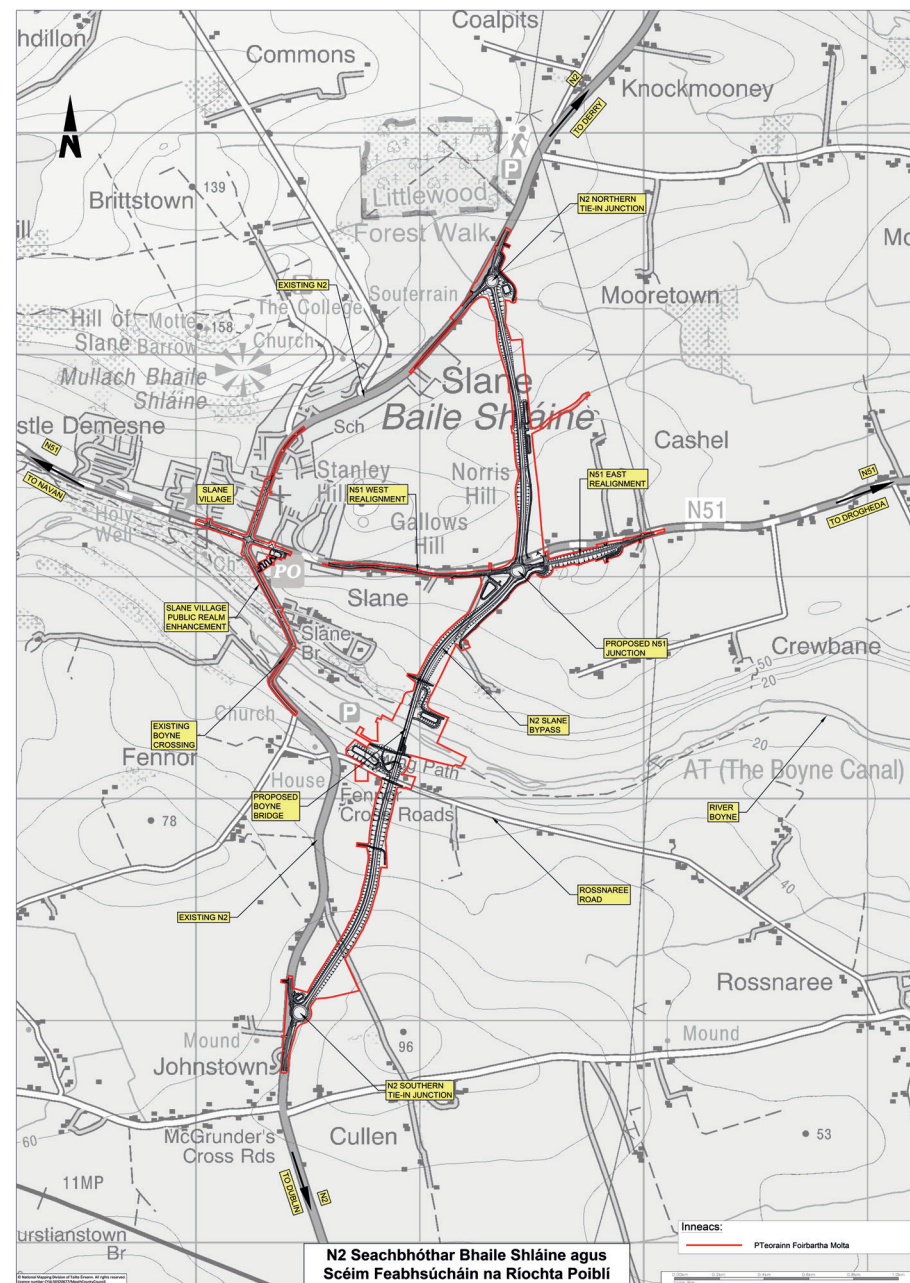 hdillon
Commons
Coalpits
Knockmooney
N2
TO DERRY
N
Brittstown
139
Littlewood
P
Forest Walk
N2 NORTHERN
TIE-IN JUNCTION
ill
Mc
EXISTING N2
Souterrain
The College
Mooretown
Hill of
Slane
Motte
Barrow
158
Church
Mullach Bhaile
Shláine
Slane
Baile Shláine
Sch
stle Demesne
N51
TO NAVAN
SLANE
VILLAGE
Stanley
Hill
N51 WEST
REALIGNMENT
Norris
Hill
N51 EAST
REALIGNMENT
Cashel
N51
N51
TO DROGHEDA
Gallows
Hill
Holy
Well
Ch
PO
Slane
SLANE VILLAGE
PUBLIC REALM
ENHANCEMENT
Slane
Br
PROPOSED N51
JUNCTION
Crewbane
50
20
Church
P
N2 SLANE
BYPASS
EXISTING
BOYNE
CROSSING
Fennor
House
Path
20
AT (The Boyne Canal)
PROPOSED
BOYNE
BRIDGE
Fennor
Cross Roads
RIVER
BOYNE
78
ROSSNAREE
ROAD
40
EXISTING N2
Rossnaree
Mound
Johnstown
96
Mound
N2 SOUTHERN
TIE-IN JUNCTION
McGrunder's
Cross Rds
Cullen
53
60
11MP
TO DUBLIN
N2
urstianstown
Br
N2 Seachbhóthar Bhaile Shláine agus
Scéim Feabhsúcháin na Ríochta Poiblí
Inneacs:
PTeorainn Foirbartha Molta